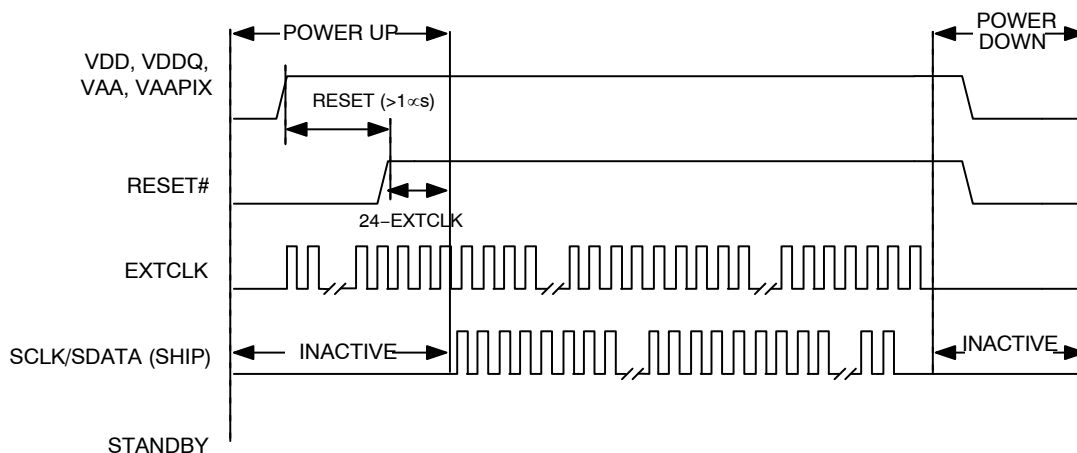 POWER UP
POWER
DOWN
VDD, VDDQ,
VAA, VAAPIX
RESET (>1∝s)
RESET#
24−EXTCLK
EXTCLK
SCLK/SDATA (SHIP)
INACTIVE
INACTIVE
STANDBY